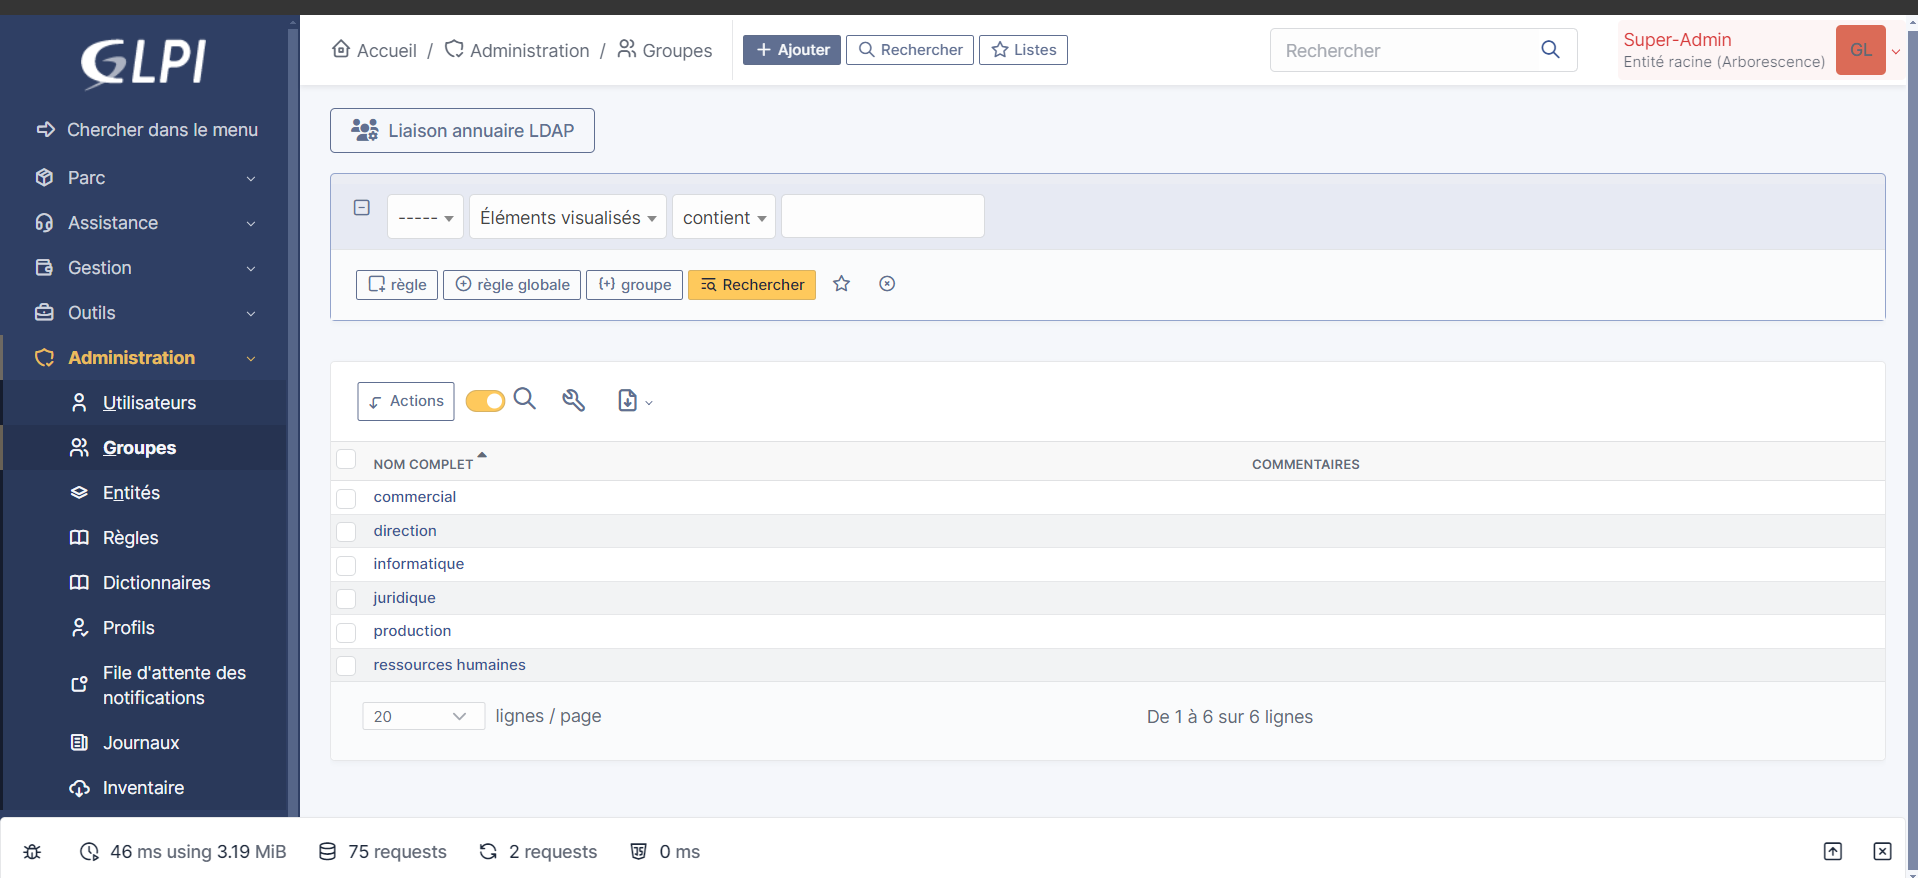 GLPI
Chercher dans le menu
Parc
Assistance
Gestion
Outils
Administration
Utilisateurs
Groupes
Entités
Règles
Dictionnaires
Profils
File d'attente des
notifications
Journaux
Inventaire
Accueil / Administration / Groupes
Ajouter
Rechercher
Listes
Rechercher
Super-Admin
Entité racine (Arborescence)
GL
Liaison annuaire LDAP
----- Éléments visualisés contient
règle règle globale {+} groupe Rechercher
Actions
NOM COMPLET COMMENTAIRES
commercial
direction
informatique
juridique
production
ressources humaines
20 lignes / page De 1 à 6 sur 6 lignes
46 ms using 3.19 MiB 75 requests 2 requests 0 ms